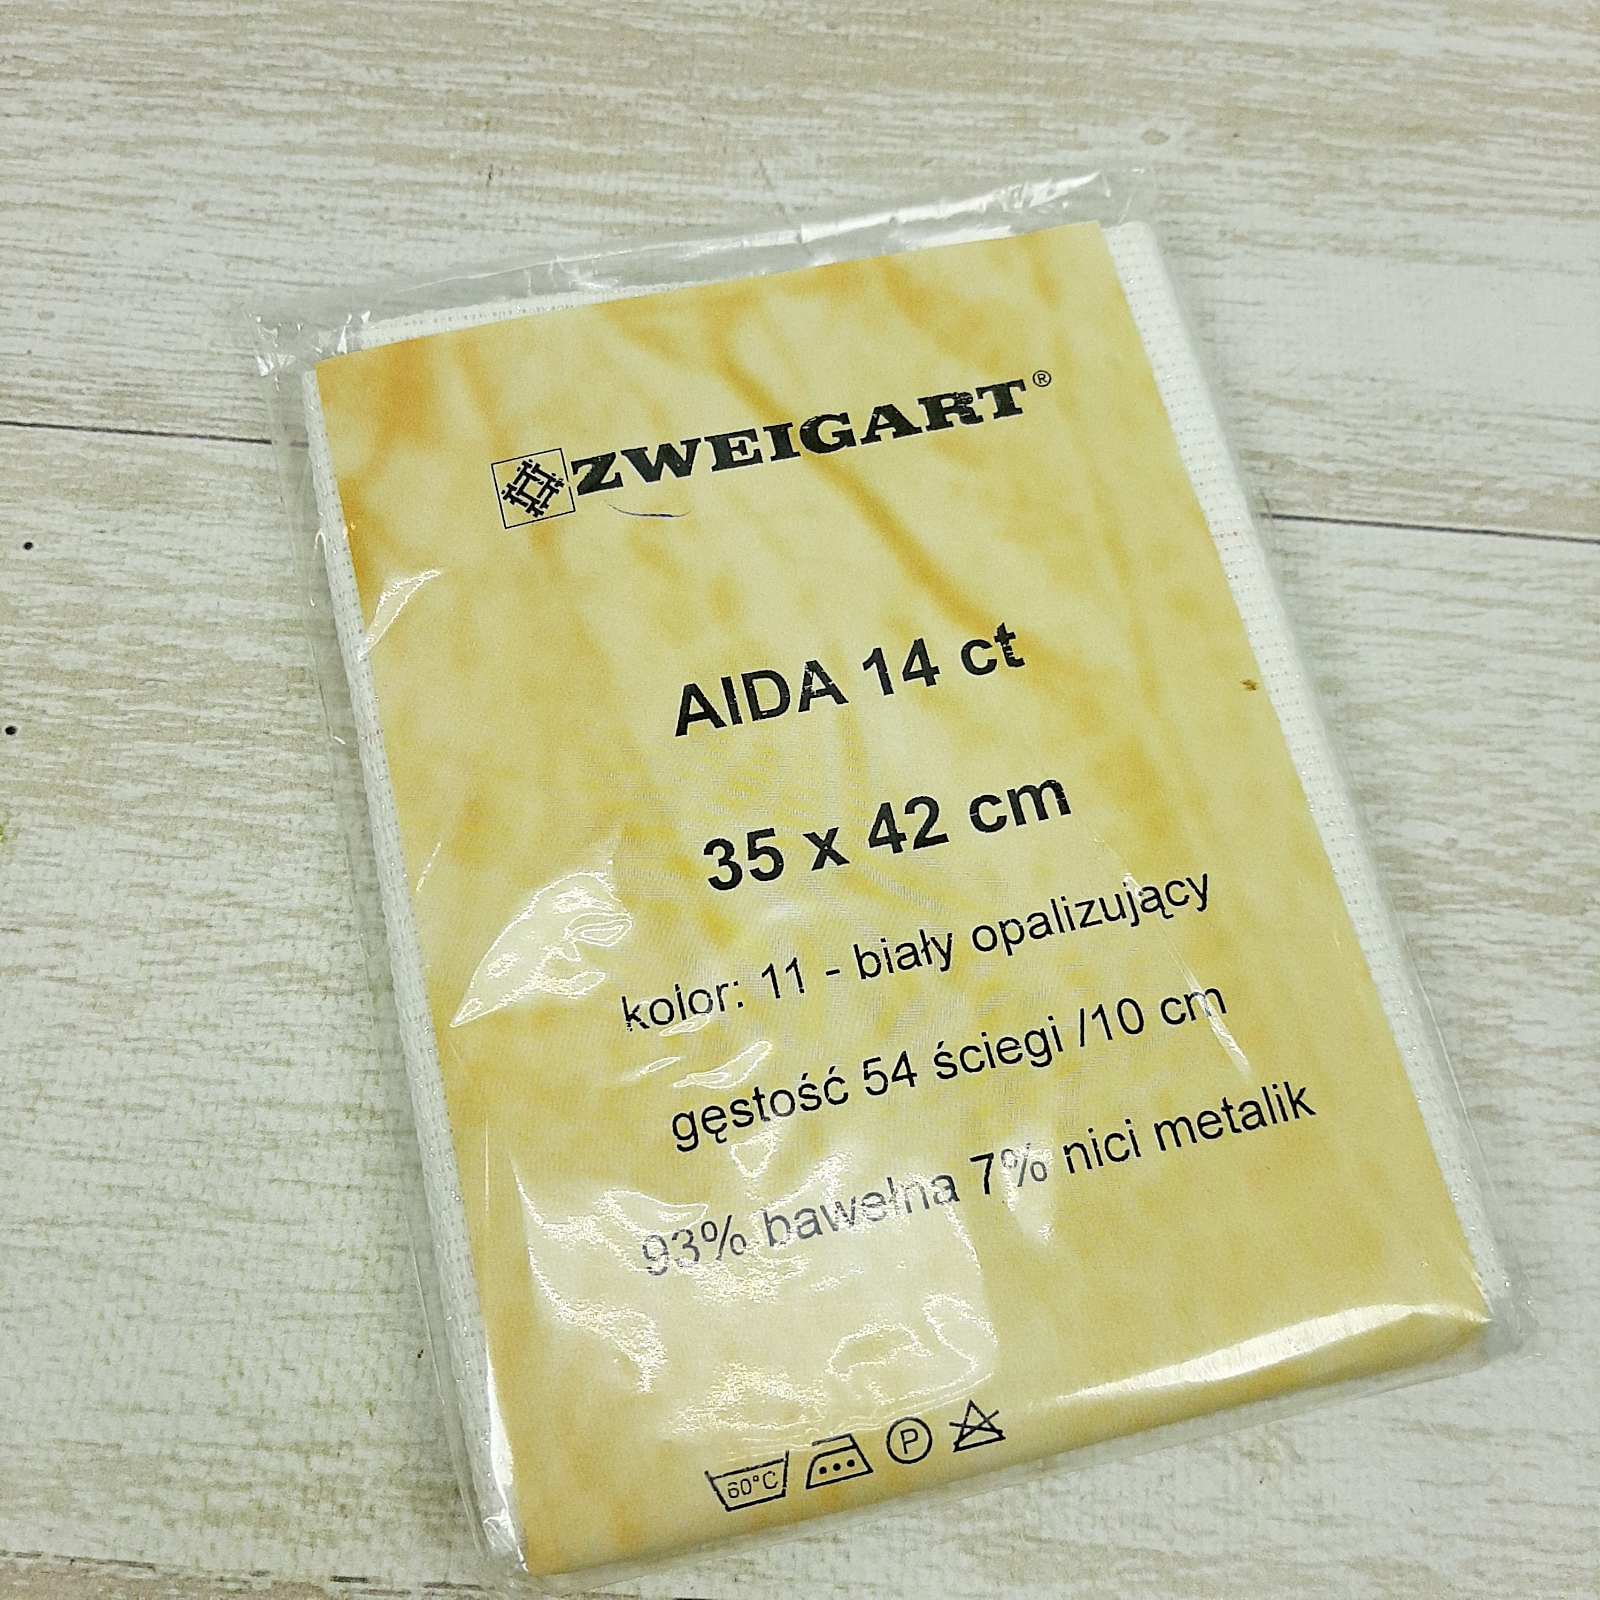 ZWEIGART®
AIDA 14 ct
35 x 42 cm
kolor: 11 - biały opalizujący
gęstość 54 ściegi /10 cm
93% bawełna 7% nici metalik
60°C P